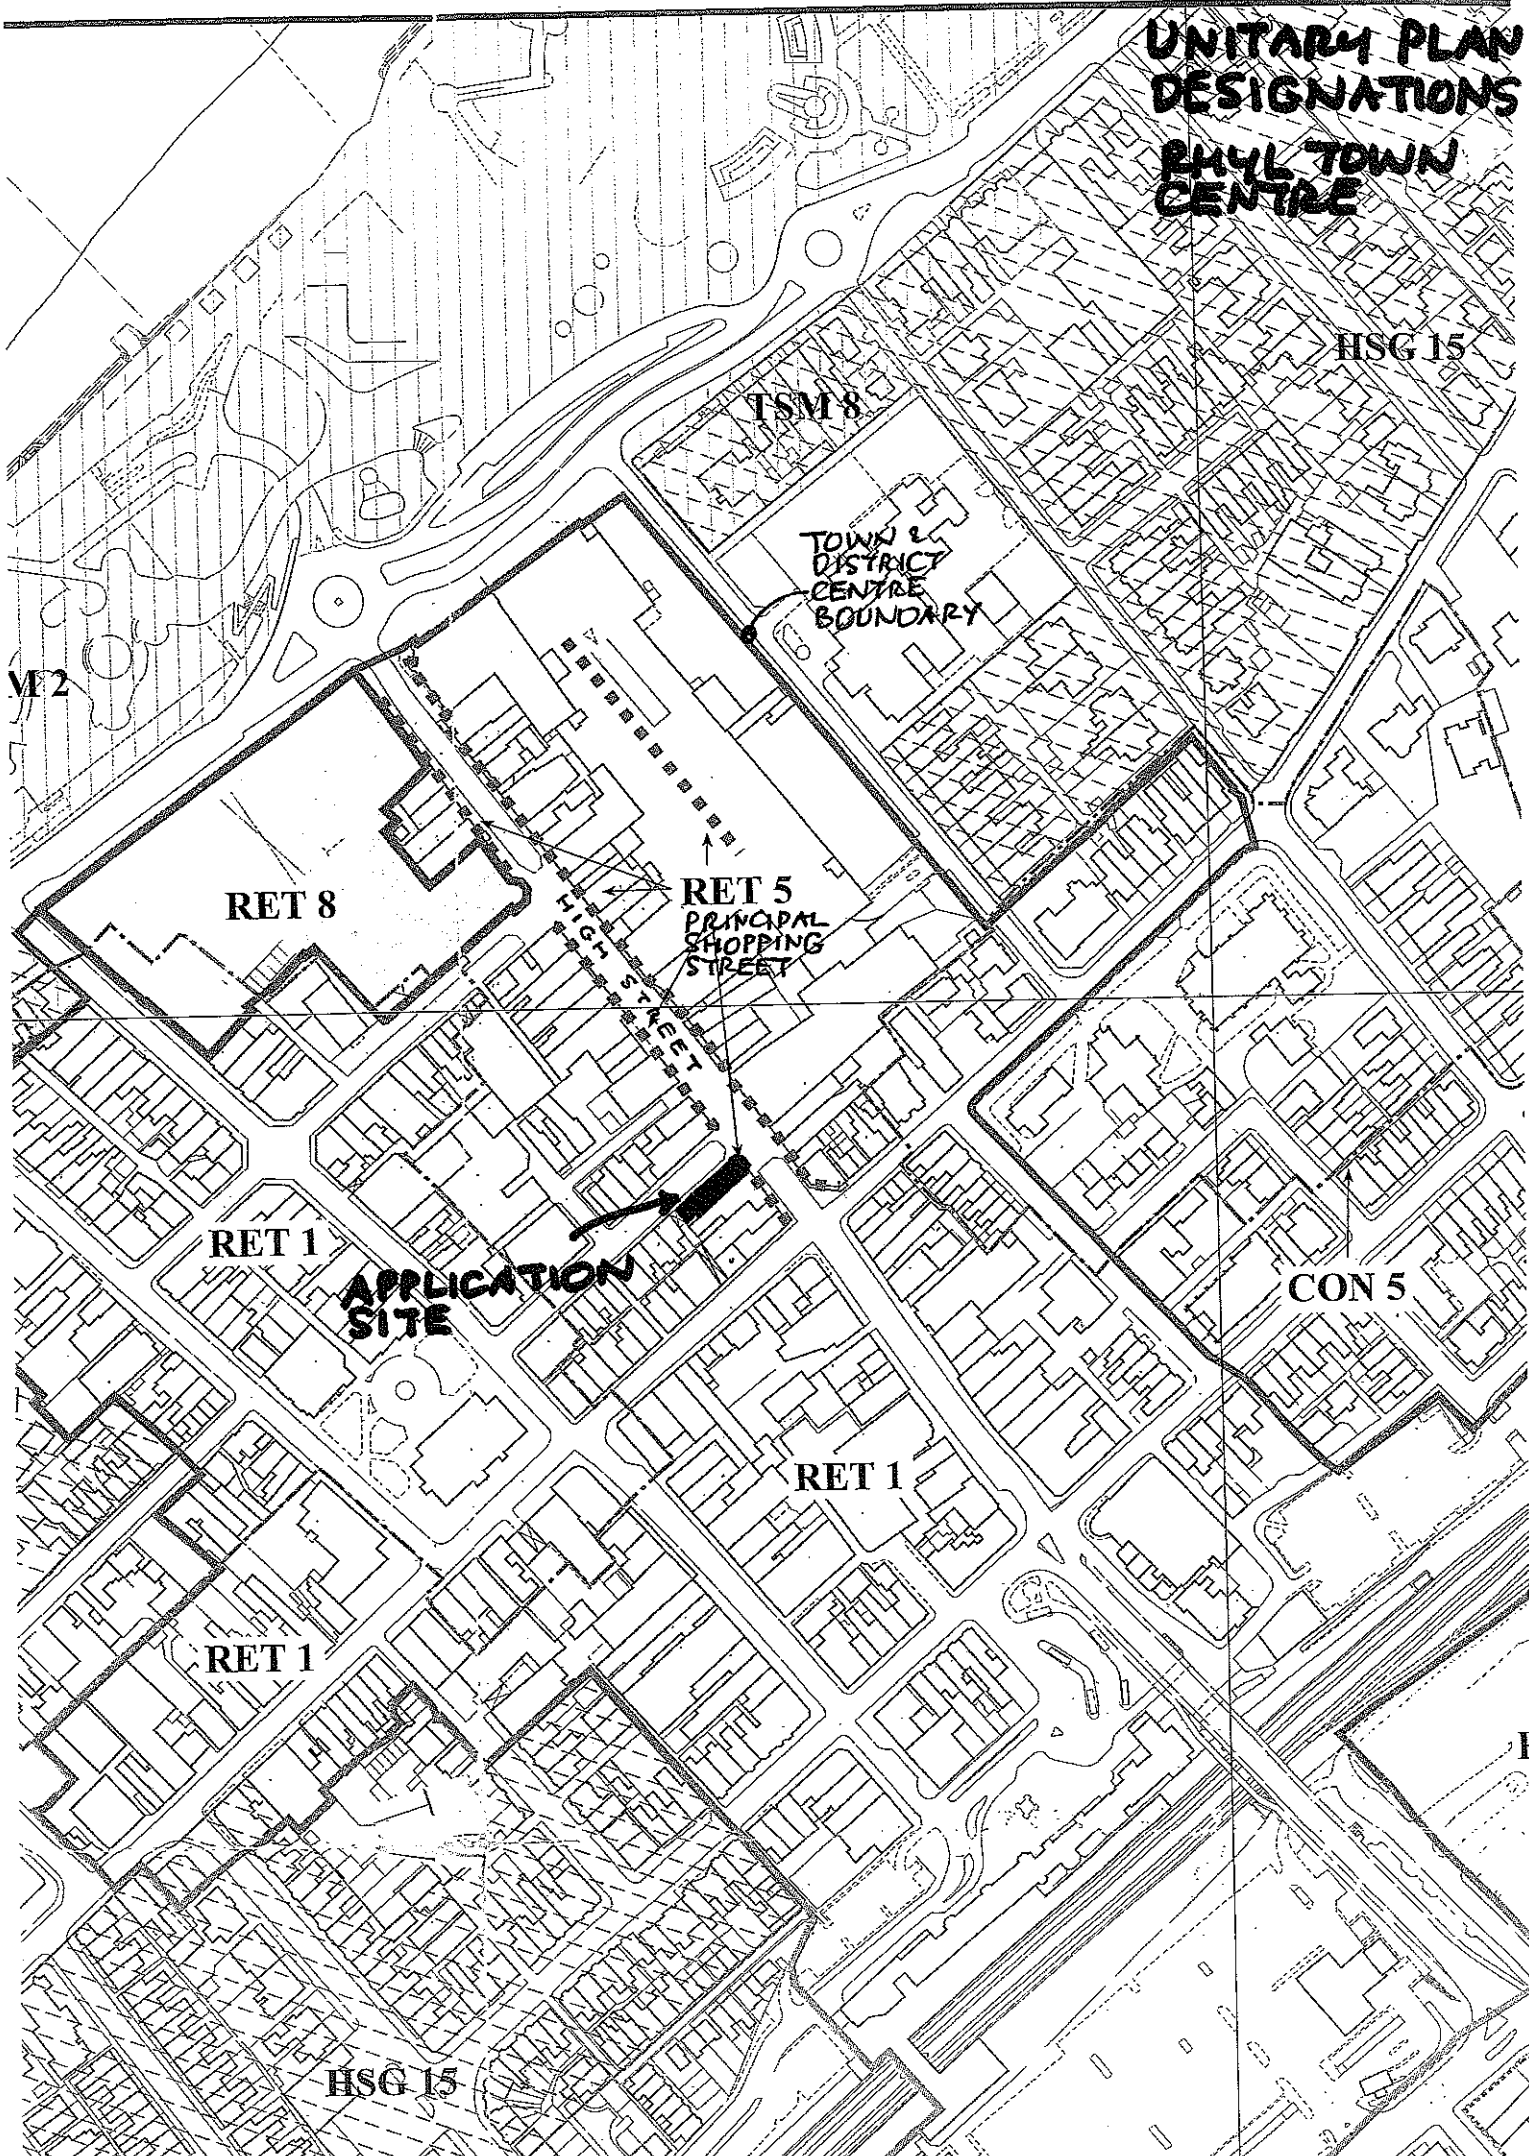 UNITARY PLAN
DESIGNATIONS
RHYL TOWN
CENTRE
HSG 15
TSM 8
TOWN &
DISTRICT
CENTRE
BOUNDARY
M 2
RET 8
RET 5
PRINCIPAL
SHOPPING
STREET
HIGH STREET
RET 1
APPLICATION
SITE
CON 5
RET 1
RET 1
HSG 15